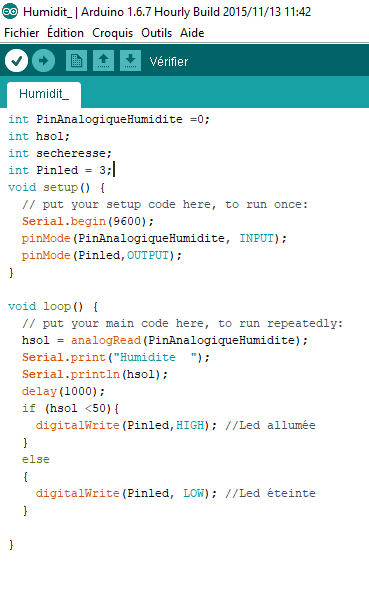 Humidit_ | Arduino 1.6.7 Hourly Build 2015/11/13 11:42
Fichier Édition Croquis Outils Aide
Vérifier
Humidit_
int PinAnalogiqueHumidite =0;
int hsol;
int secheresse;
int Pinled = 3;
void setup() {
  // put your setup code here, to run once:
  Serial.begin(9600);
  pinMode(PinAnalogiqueHumidite, INPUT);
  pinMode(Pinled,OUTPUT);
}

void loop() {
  // put your main code here, to run repeatedly:
  hsol = analogRead(PinAnalogiqueHumidite);
  Serial.print("Humidite  ");
  Serial.println(hsol);
  delay(1000);
  if (hsol <50){
    digitalWrite(Pinled,HIGH); //Led allumée
  }
  else
  {
    digitalWrite(Pinled, LOW); //Led éteinte
  }

}